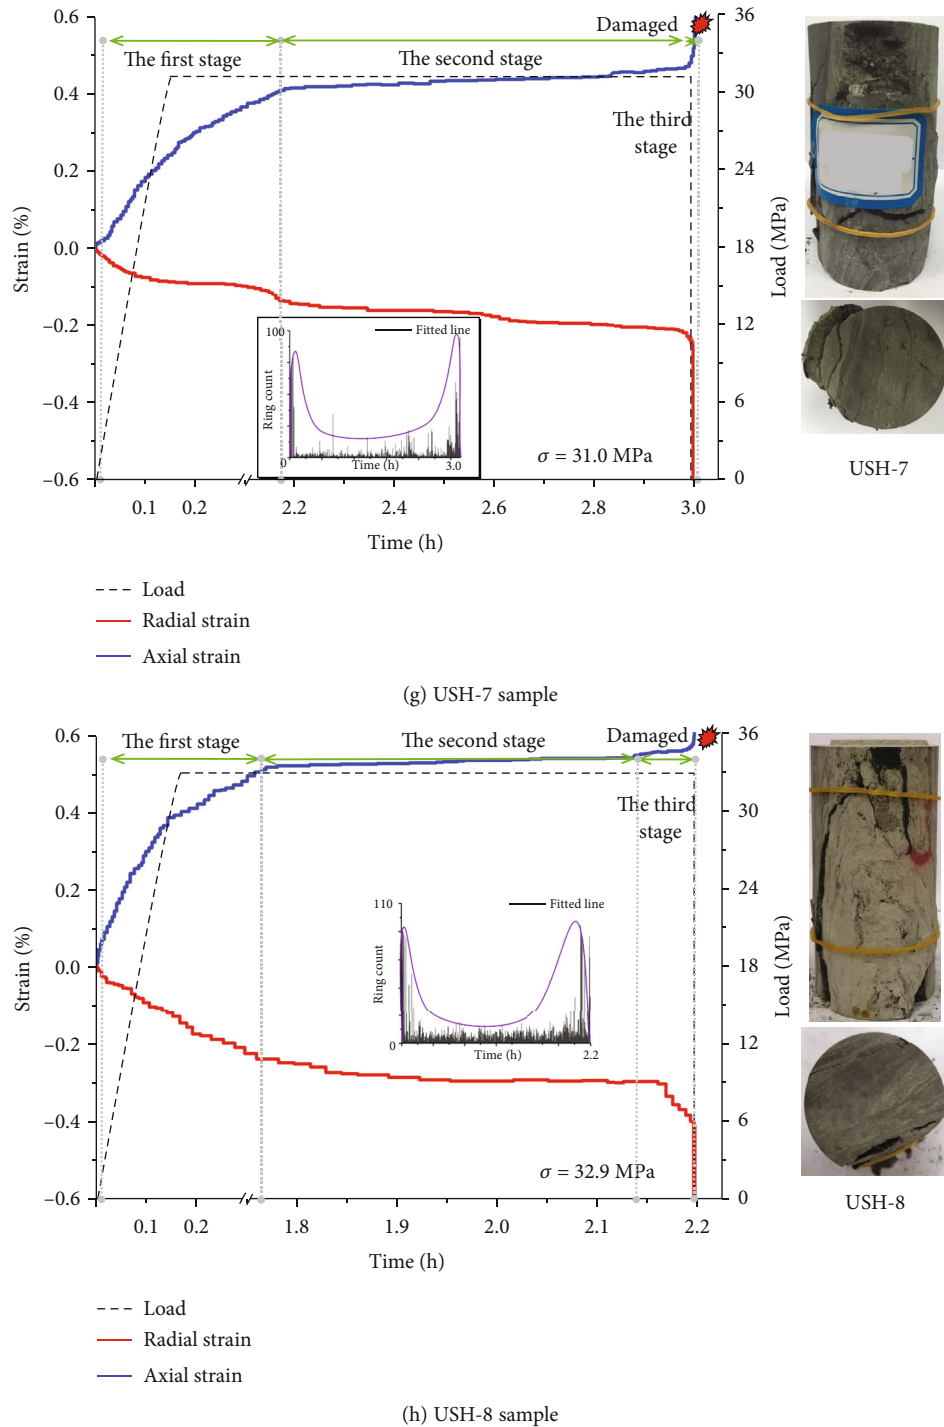 0.6
0.4
0.2
0.0
−0.2
−0.4
−0.6
Strain (%)
The first stage
The second stage
Damaged
The third
stage
36
30
24
18
12
6
0
Load (MPa)
100
Ring count
0
Fitted line
Time (h)
3.0
σ = 31.0 MPa
0.1
0.2
2.2
2.4
2.6
2.8
3.0
Time (h)
USH-7
Load
Radial strain
Axial strain
(g) USH-7 sample
0.6
0.4
0.2
0.0
−0.2
−0.4
−0.6
Strain (%)
The first stage
The second stage
Damaged
The third
stage
36
30
24
18
12
6
0
Load (MPa)
110
Ring count
0
Fitted line
Time (h)
2.2
σ = 32.9 MPa
0.1
0.2
1.8
1.9
2.0
2.1
2.2
Time (h)
USH-8
Load
Radial strain
Axial strain
(h) USH-8 sample